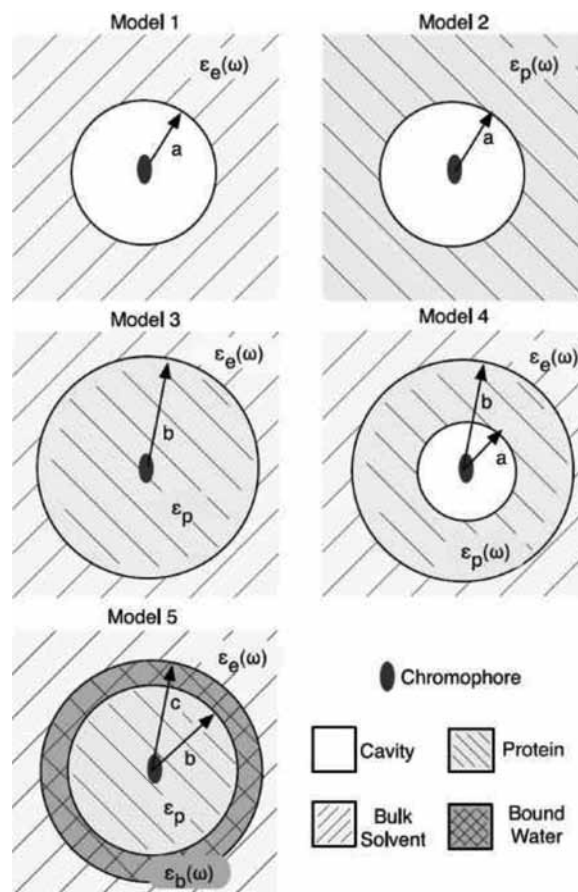 Model 1
Model 2
εe(ω)
εp(ω)
a
a
Model 3
Model 4
εe(ω)
εe(ω)
b
b
a
εp
εp(ω)
Model 5
εe(ω)
c
b
εp
εb(ω)
Chromophore
Cavity
Protein
Bulk
Solvent
Bound
Water